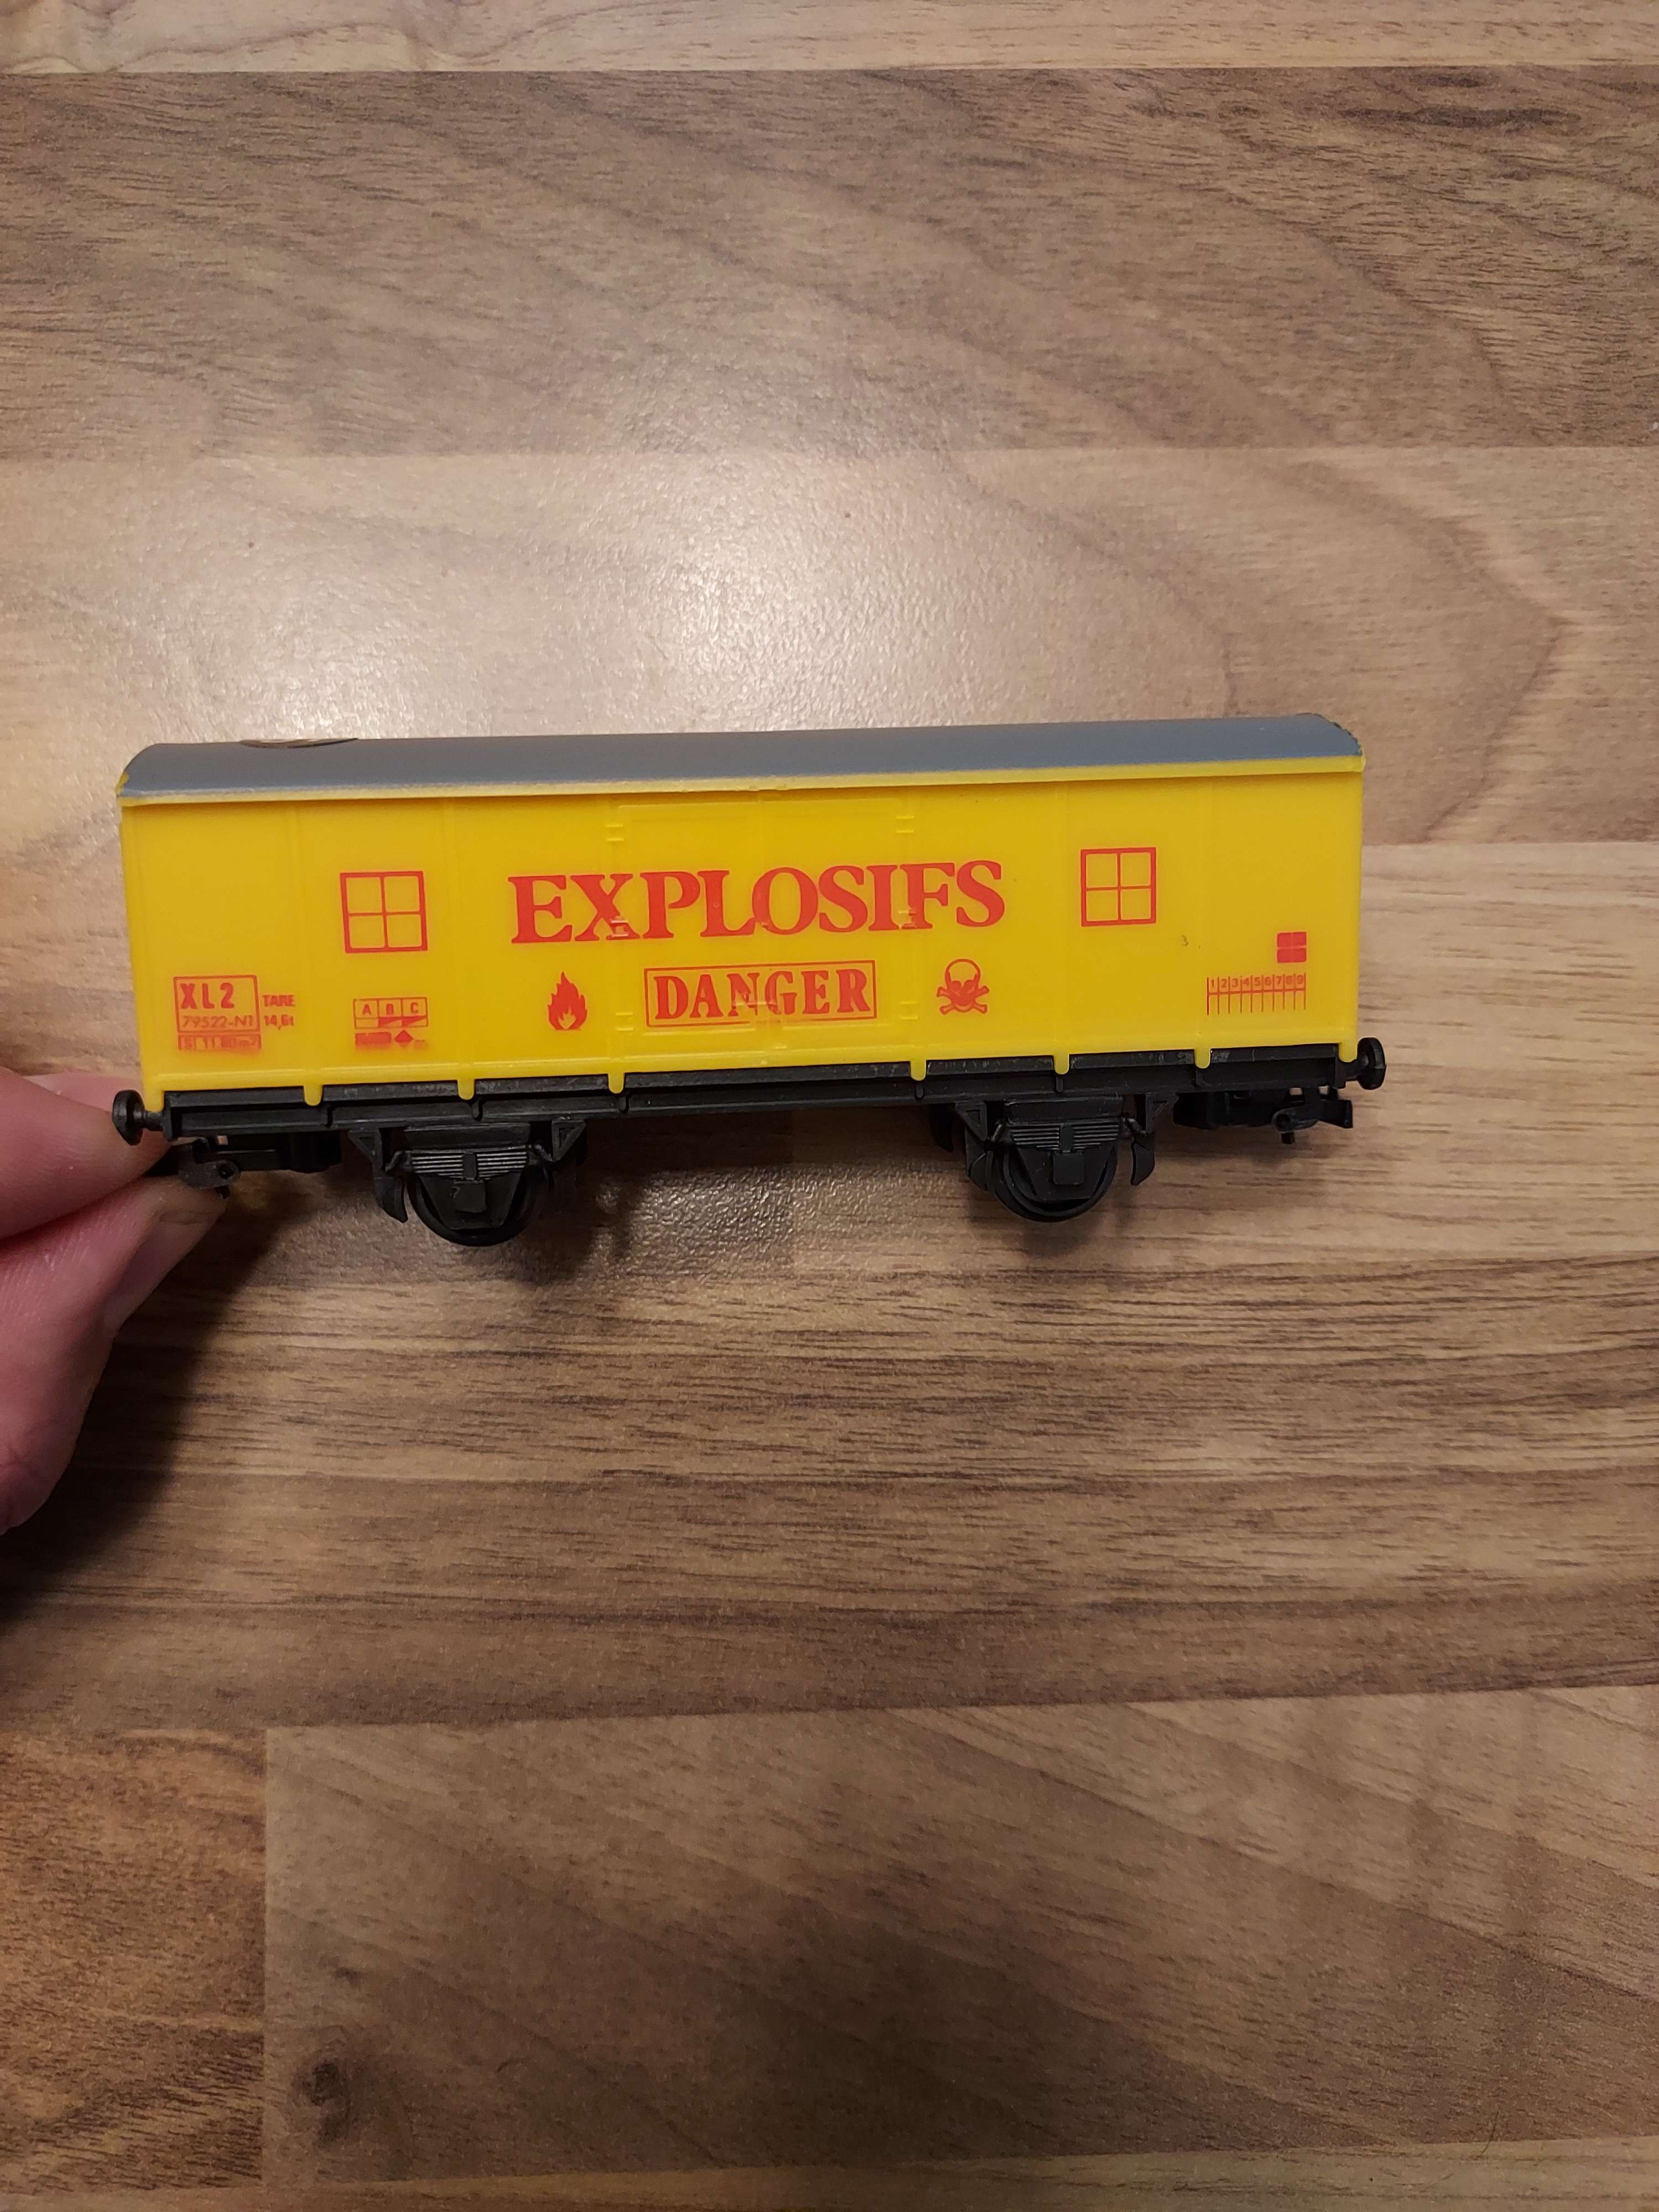 EXPLOSIFS
DANGER
XL2
TARE
79522-N1
14,6t
A B C
1 2 3 4 5 6 7 8 9